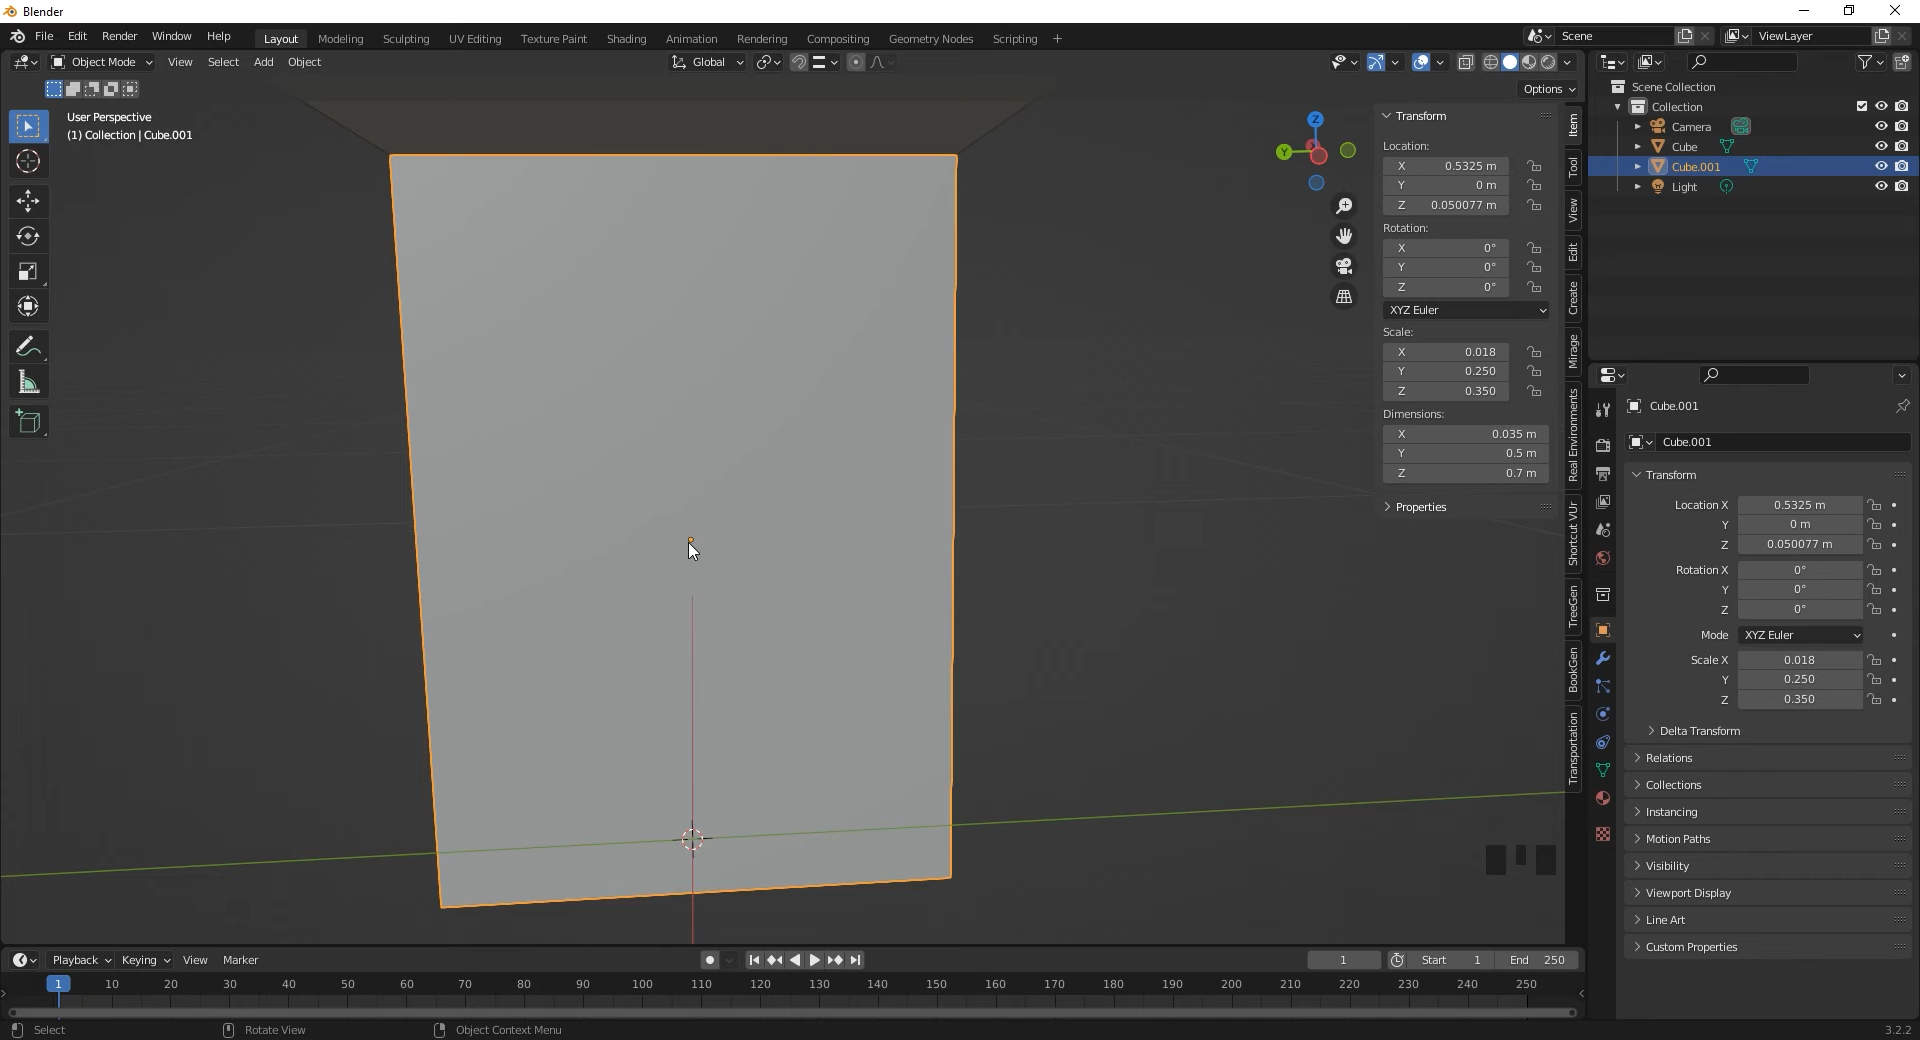 Blender
File Edit Render Window Help Layout Modeling Sculpting UV Editing Texture Paint Shading Animation Rendering Compositing Geometry Nodes Scripting + Scene ViewLayer
Object Mode View Select Add Object Global
Options
User Perspective
(1) Collection | Cube.001
Z
Y
Transform
Location:
X 0.5325 m
Y 0 m
Z 0.050077 m
Rotation:
X 0°
Y 0°
Z 0°
XYZ Euler
Scale:
X 0.018
Y 0.250
Z 0.350
Dimensions:
X 0.035 m
Y 0.5 m
Z 0.7 m
Properties
Item
Tool
View
Edit
Create
Mirage
Real Environments
Shortcut VUr
TreeGen
BookGen
Transportation
Scene Collection
Collection
Camera
Cube
Cube.001
Light
Cube.001
Cube.001
Transform
Location X 0.5325 m
Y 0 m
Z 0.050077 m
Rotation X 0°
Y 0°
Z 0°
Mode XYZ Euler
Scale X 0.018
Y 0.250
Z 0.350
Delta Transform
Relations
Collections
Instancing
Motion Paths
Visibility
Viewport Display
Line Art
Custom Properties
Playback Keying View Marker 1 Start 1 End 250
1 10 20 30 40 50 60 70 80 90 100 110 120 130 140 150 160 170 180 190 200 210 220 230 240 250
Select Rotate View Object Context Menu 3.2.2